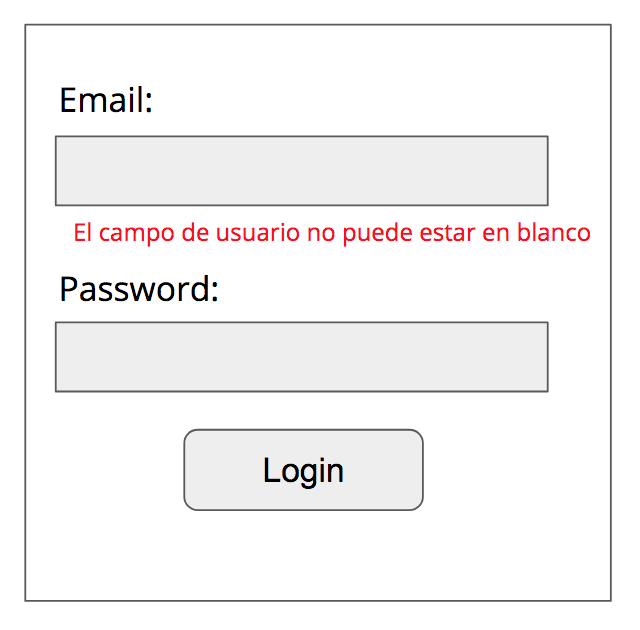 Email:
El campo de usuario no puede estar en blanco
Password:
Login